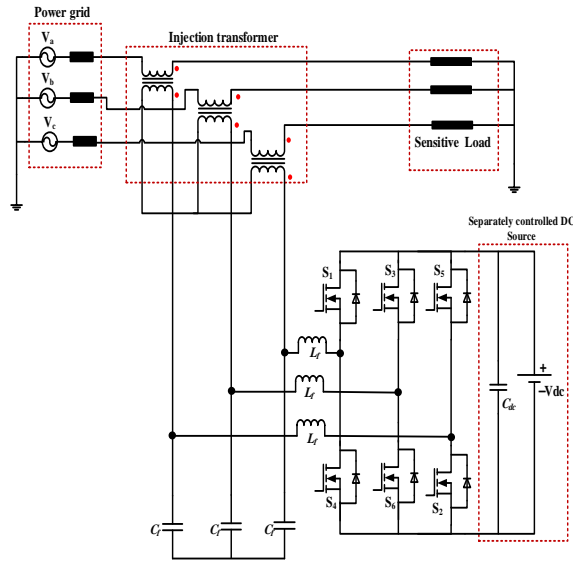 Power grid
Injection transformer
Va
Vb
Vc
Sensitive Load
Separately controlled DC
Source
S1
S3
S5
Lf
Lf
Lf
Cdc
+
–Vdc
S4
S6
S2
Cf
Cf
Cf